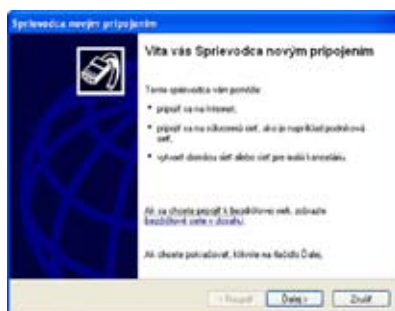 Sprievodca novým pripojením
Víta vás Sprievodca novým pripojením
Tento sprievodca vám pomôže:
• pripojiť sa na Internet,
• pripojiť sa na súkromnú sieť, ako je napríklad podniková
sieť,
• vytvoriť domácu sieť alebo sieť pre malú kanceláriu.
Ak sa chcete pripojiť k bezdrôtovej sieti, zobrazte
bezdrôtové siete v dosahu.
Ak chcete pokračovať, kliknite na tlačidlo Ďalej.
< Naspäť
Ďalej >
Zrušiť